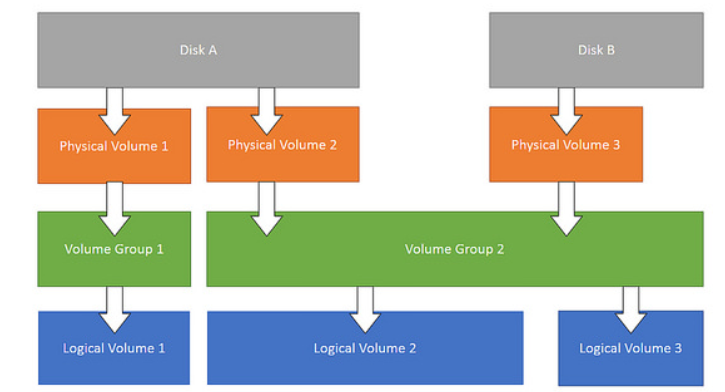 Disk A
Disk B
Physical Volume 1
Physical Volume 2
Physical Volume 3
Volume Group 1
Volume Group 2
Logical Volume 1
Logical Volume 2
Logical Volume 3